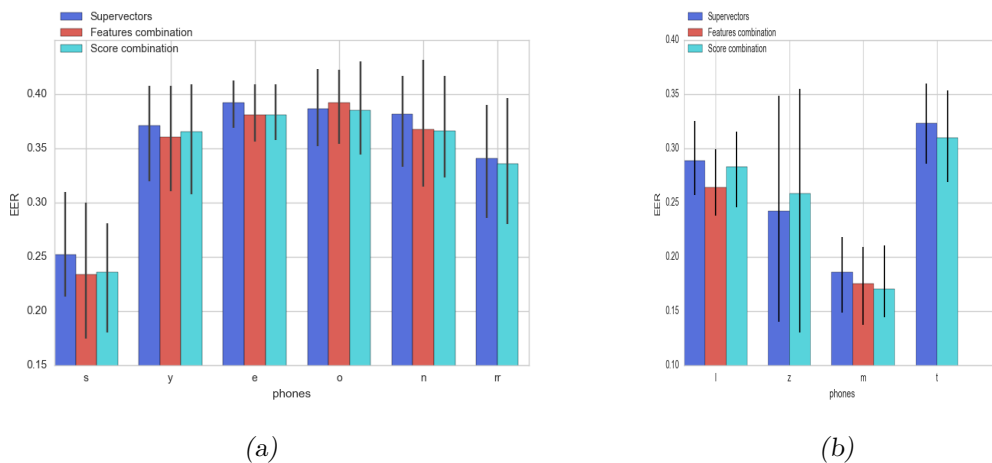 Supervectors
Features combination
Score combination
0.40
0.35
0.30
0.25
0.20
0.15
EER
s y e o n rr
phones
(a)
Supervectors
Features combination
Score combination
0.40
0.35
0.30
0.25
0.20
0.15
0.10
EER
l z m t
phones
(b)